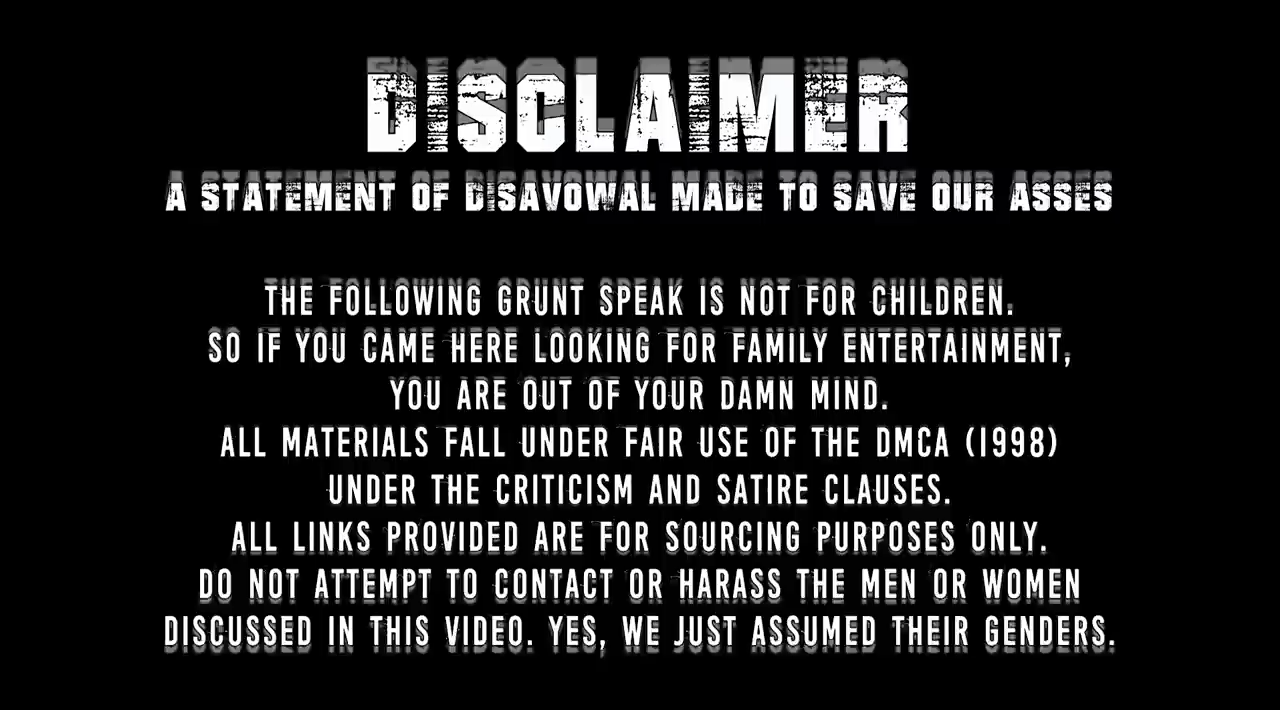 DISCLAIMER
A STATEMENT OF DISAVOWAL MADE TO SAVE OUR ASSES
THE FOLLOWING GRUNT SPEAK IS NOT FOR CHILDREN.
SO IF YOU CAME HERE LOOKING FOR FAMILY ENTERTAINMENT,
YOU ARE OUT OF YOUR DAMN MIND.
ALL MATERIALS FALL UNDER FAIR USE OF THE DMCA (1998)
UNDER THE CRITICISM AND SATIRE CLAUSES.
ALL LINKS PROVIDED ARE FOR SOURCING PURPOSES ONLY.
DO NOT ATTEMPT TO CONTACT OR HARASS THE MEN OR WOMEN
DISCUSSED IN THIS VIDEO. YES, WE JUST ASSUMED THEIR GENDERS.